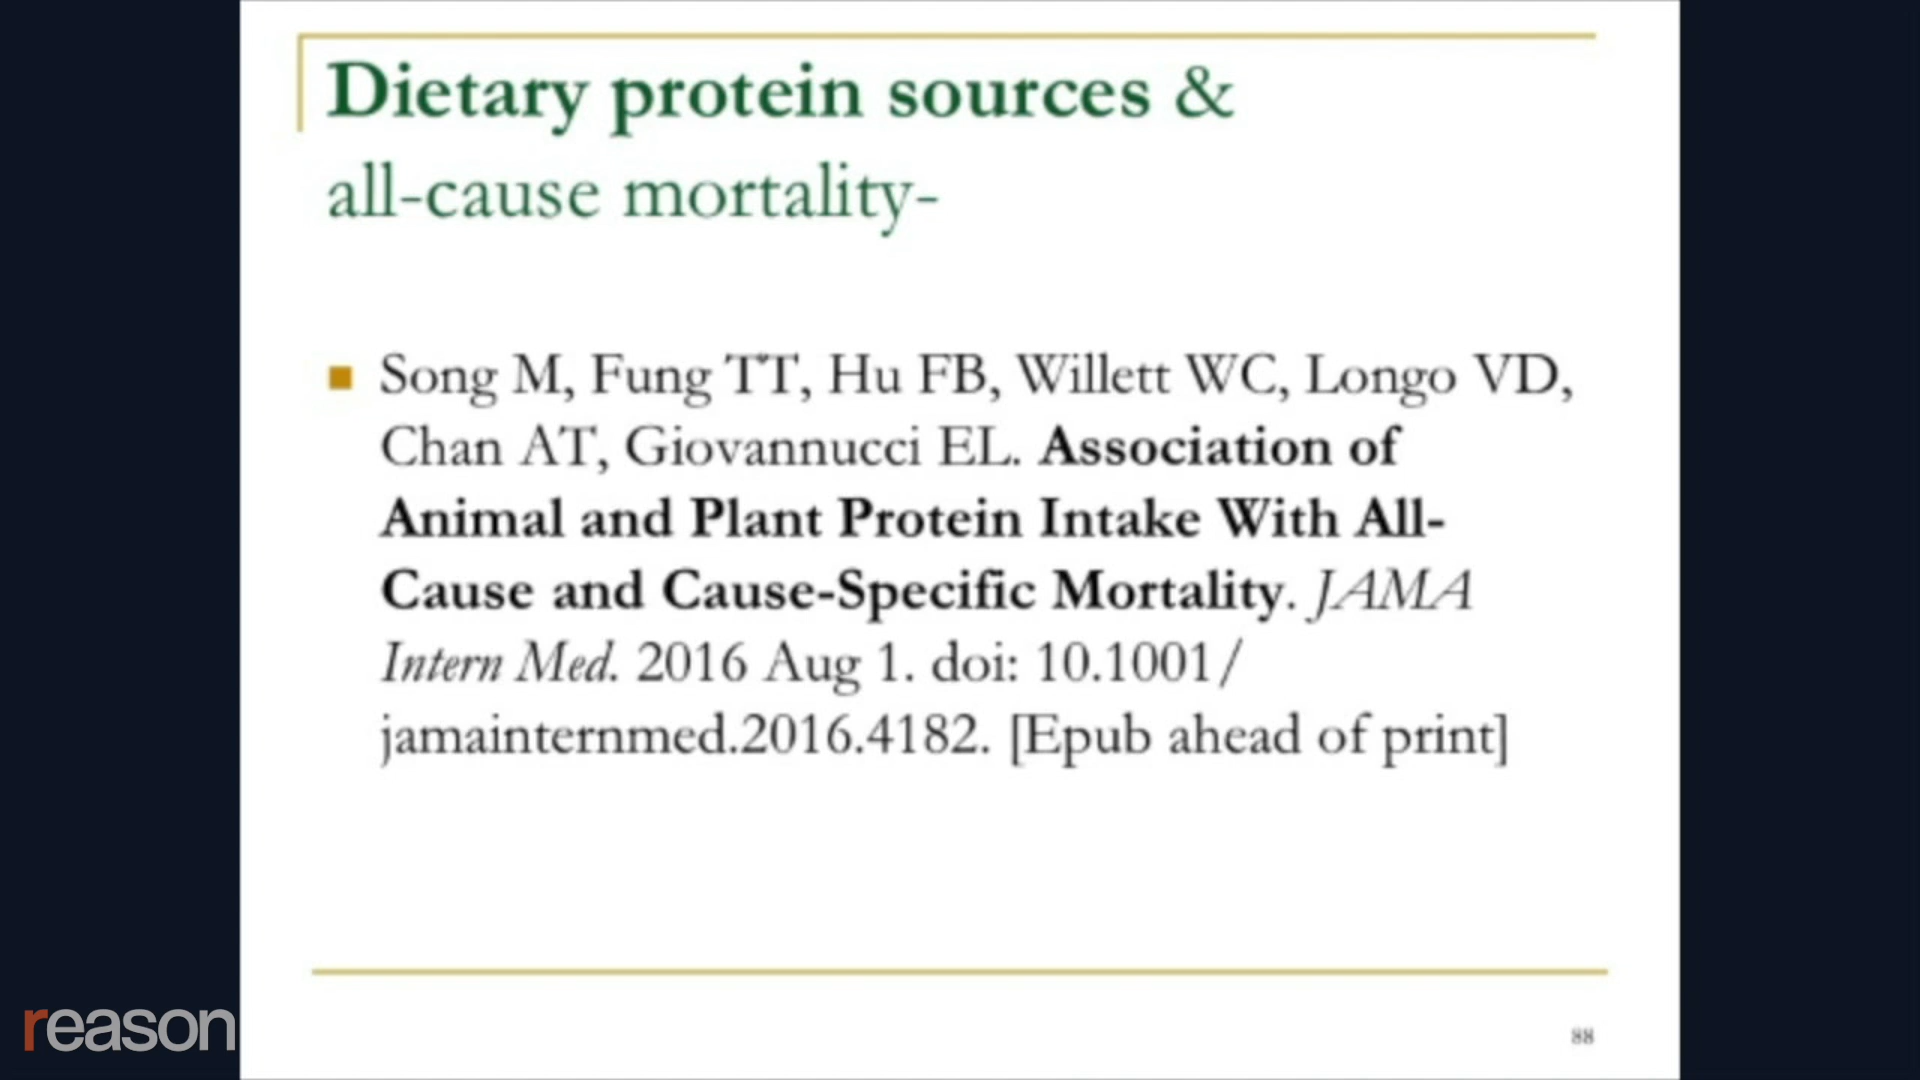 Dietary protein sources &
all-cause mortality-
Song M, Fung TT, Hu FB, Willett WC, Longo VD,
Chan AT, Giovannucci EL. Association of
Animal and Plant Protein Intake With All-
Cause and Cause-Specific Mortality. JAMA
Intern Med. 2016 Aug 1. doi: 10.1001/
jamainternmed.2016.4182. [Epub ahead of print]
reason
88